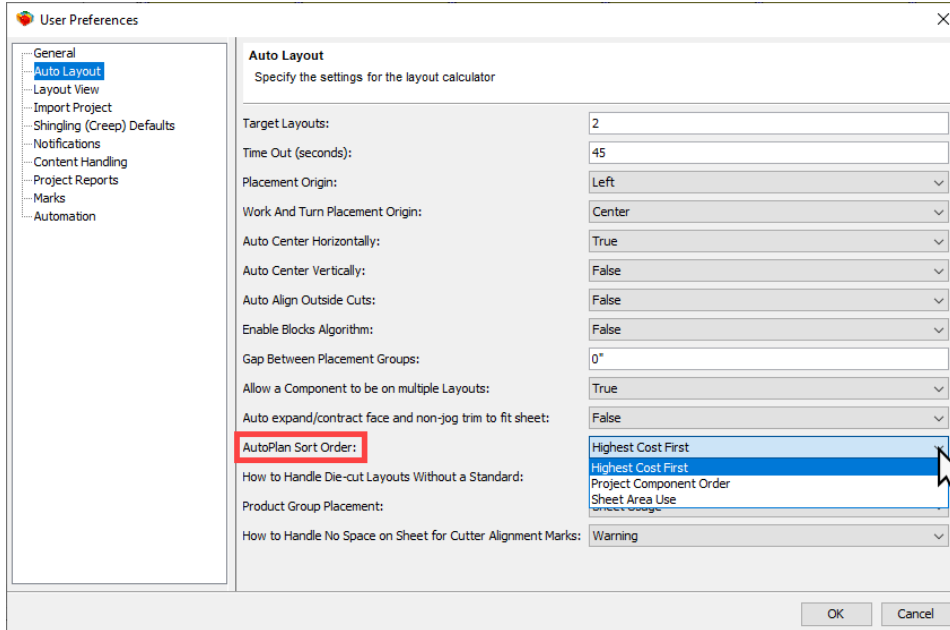 User Preferences
General
Auto Layout
Layout View
Import Project
Shingling (Creep) Defaults
Notifications
Content Handling
Project Reports
Marks
Automation
Auto Layout
Specify the settings for the layout calculator
Target Layouts: 2
Time Out (seconds): 45
Placement Origin: Left
Work And Turn Placement Origin: Center
Auto Center Horizontally: True
Auto Center Vertically: False
Auto Align Outside Cuts: False
Enable Blocks Algorithm: False
Gap Between Placement Groups: 0"
Allow a Component to be on multiple Layouts: True
Auto expand/contract face and non-jog trim to fit sheet: False
AutoPlan Sort Order: Highest Cost First
Highest Cost First
Project Component Order
Sheet Area Use
How to Handle Die-cut Layouts Without a Standard:
Product Group Placement: Sheet Usage
How to Handle No Space on Sheet for Cutter Alignment Marks: Warning
OK Cancel